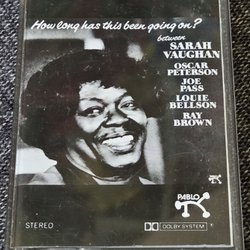 How long has this been going on?
between
SARAH
VAUGHAN
OSCAR
PETERSON
JOE
PASS
LOUIE
BELLSON
RAY
BROWN
PABLO
STEREO
DOLBY SYSTEM